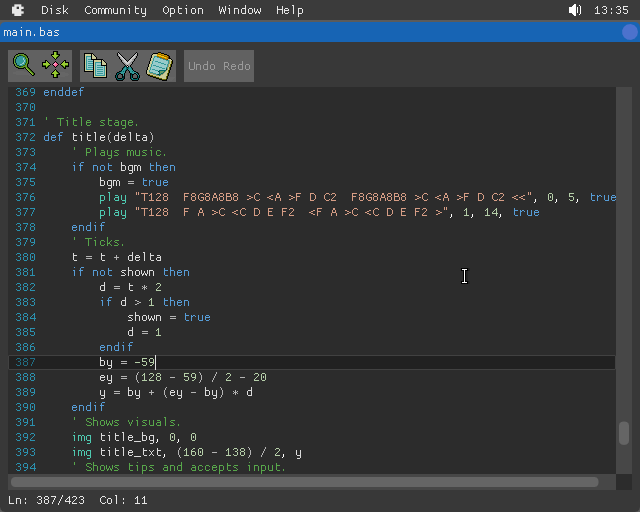 Disk Community Option Window Help 13:35
main.bas
Undo Redo
369 enddef
370
371 ' Title stage.
372 def title(delta)
373 ' Plays music.
374 if not bgm then
375 bgm = true
376 play "T128  F8G8A8B8 >C <A >F D C2  F8G8A8B8 >C <A >F D C2 <<", 0, 5, true
377 play "T128  F A >C <C D E F2  <F A >C <C D E F2 >", 1, 14, true
378 endif
379 ' Ticks.
380 t = t + delta
381 if not shown then
382 d = t * 2
383 if d > 1 then
384 shown = true
385 d = 1
386 endif
387 by = -59
388 ey = (128 - 59) / 2 - 20
389 y = by + (ey - by) * d
390 endif
391 ' Shows visuals.
392 img title_bg, 0, 0
393 img title_txt, (160 - 138) / 2, y
394 ' Shows tips and accepts input.
Ln: 387/423 Col: 11